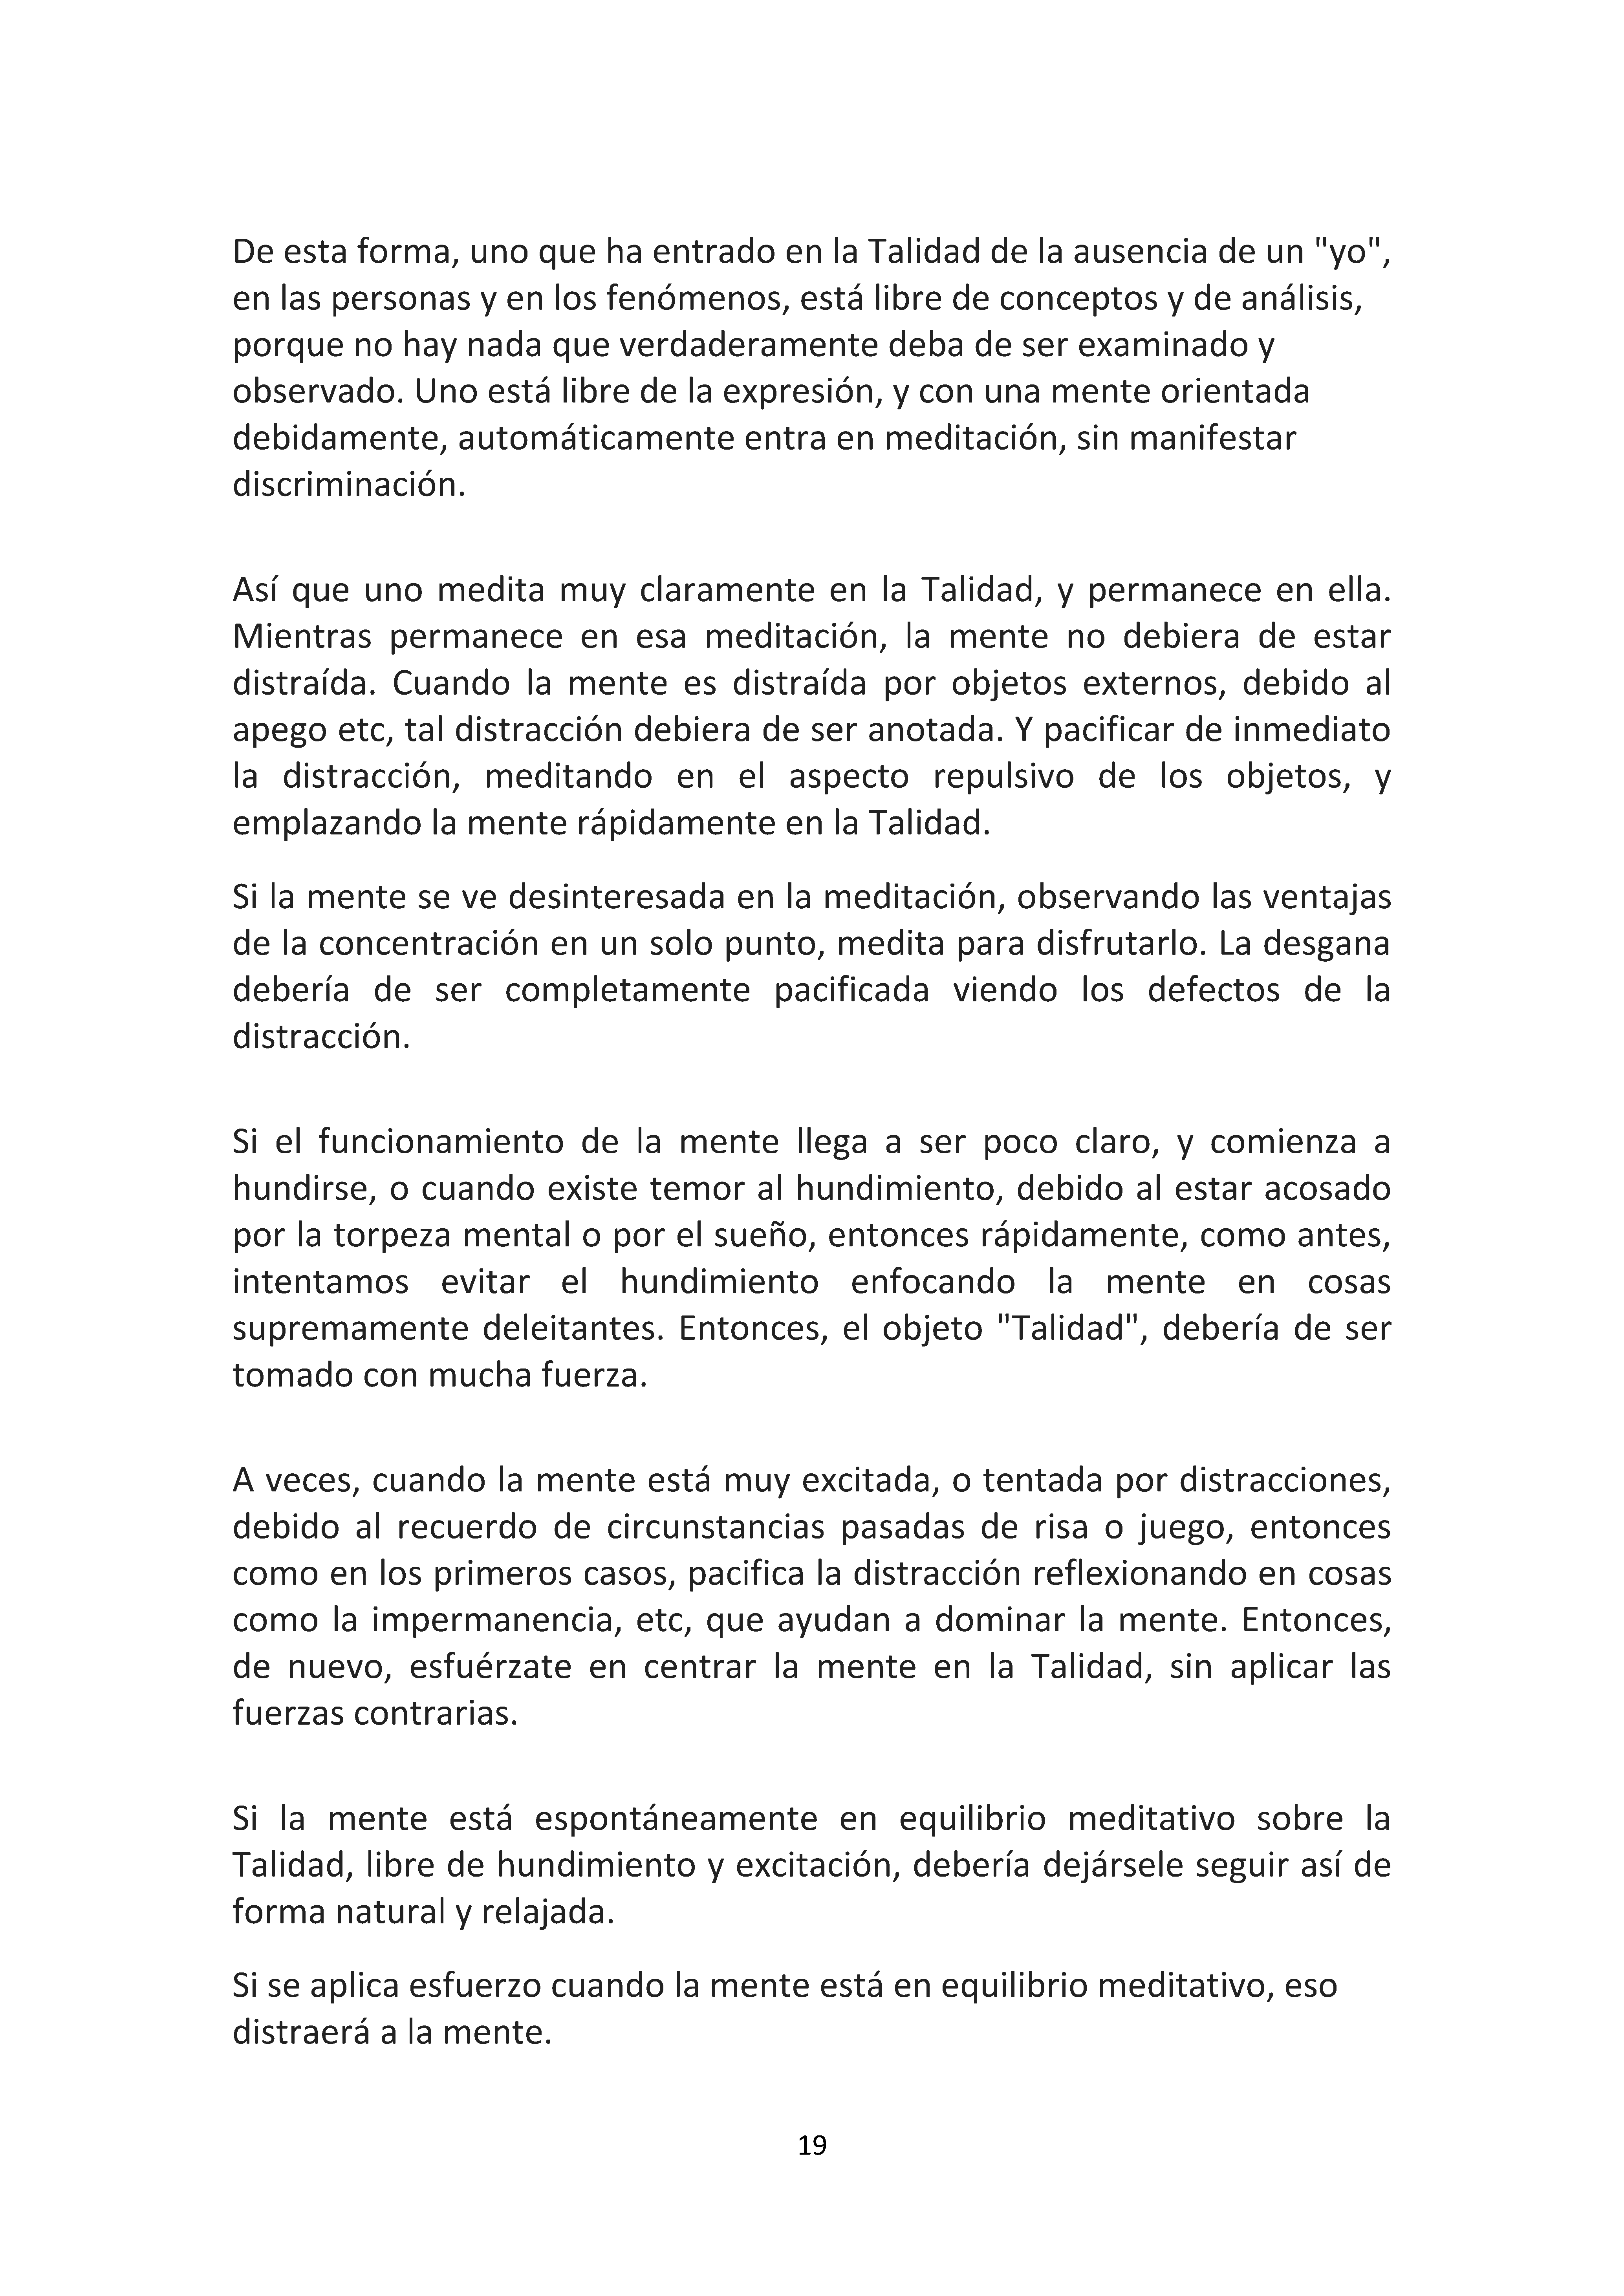 De esta forma, uno que ha entrado en la Talidad de la ausencia de un "yo",
en las personas y en los fenómenos, está libre de conceptos y de análisis,
porque no hay nada que verdaderamente deba de ser examinado y
observado. Uno está libre de la expresión, y con una mente orientada
debidamente, automáticamente entra en meditación, sin manifestar
discriminación.
Así que uno medita muy claramente en la Talidad, y permanece en ella.
Mientras permanece en esa meditación, la mente no debiera de estar
distraída. Cuando la mente es distraída por objetos externos, debido al
apego etc, tal distracción debiera de ser anotada. Y pacificar de inmediato
la distracción, meditando en el aspecto repulsivo de los objetos, y
emplazando la mente rápidamente en la Talidad.
Si la mente se ve desinteresada en la meditación, observando las ventajas
de la concentración en un solo punto, medita para disfrutarlo. La desgana
debería de ser completamente pacificada viendo los defectos de la
distracción.
Si el funcionamiento de la mente llega a ser poco claro, y comienza a
hundirse, o cuando existe temor al hundimiento, debido al estar acosado
por la torpeza mental o por el sueño, entonces rápidamente, como antes,
intentamos evitar el hundimiento enfocando la mente en cosas
supremamente deleitantes. Entonces, el objeto "Talidad", debería de ser
tomado con mucha fuerza.
A veces, cuando la mente está muy excitada, o tentada por distracciones,
debido al recuerdo de circunstancias pasadas de risa o juego, entonces
como en los primeros casos, pacifica la distracción reflexionando en cosas
como la impermanencia, etc, que ayudan a dominar la mente. Entonces,
de nuevo, esfuérzate en centrar la mente en la Talidad, sin aplicar las
fuerzas contrarias.
Si la mente está espontáneamente en equilibrio meditativo sobre la
Talidad, libre de hundimiento y excitación, debería dejársele seguir así de
forma natural y relajada.
Si se aplica esfuerzo cuando la mente está en equilibrio meditativo, eso
distraerá a la mente.
19